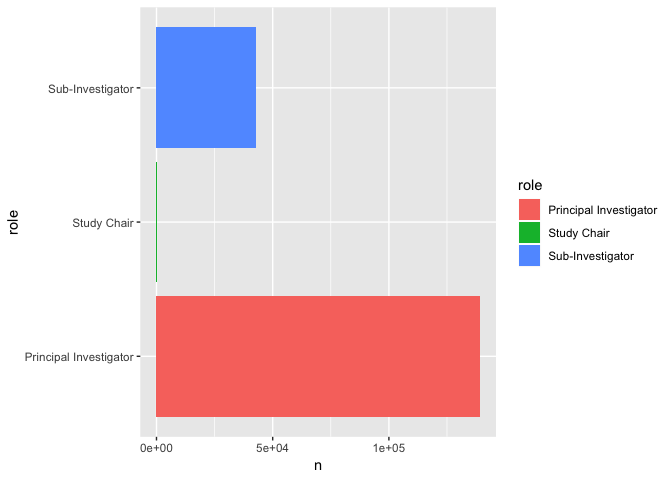 Sub-Investigator
Study Chair
Principal Investigator
role
0e+00 5e+04 1e+05
n
role
Principal Investigator
Study Chair
Sub-Investigator